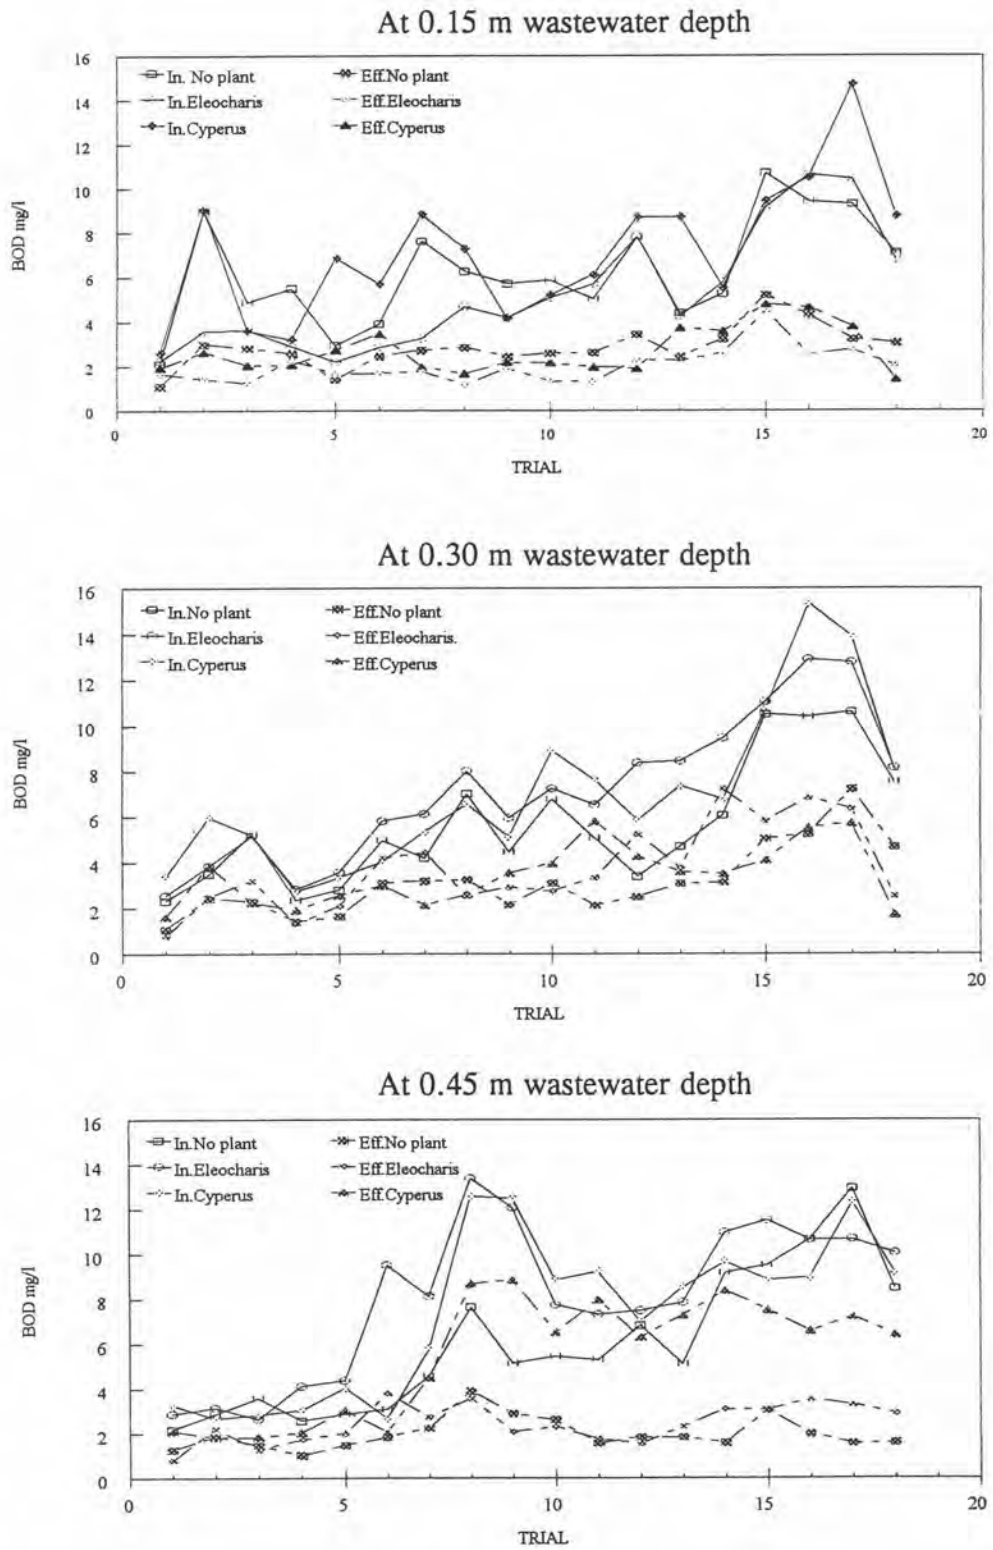 At 0.15 m wastewater depth
16
14
12
10
8
6
4
2
0
BOD mg/l
In. No plant
Eff.No plant
In.Eleocharis
Eff.Eleocharis
In.Cyperus
Eff.Cyperus
0
5
10
15
20
TRIAL
At 0.30 m wastewater depth
16
14
12
10
8
6
4
2
0
BOD mg/l
In.No plant
Eff.No plant
In.Eleocharis
Eff.Eleocharis.
In.Cyperus
Eff.Cyperus
0
5
10
15
20
TRIAL
At 0.45 m wastewater depth
16
14
12
10
8
6
4
2
0
BOD mg/l
In.No plant
Eff.No plant
In.Eleocharis
Eff.Eleocharis
In.Cyperus
Eff.Cyperus
0
5
10
15
20
TRIAL